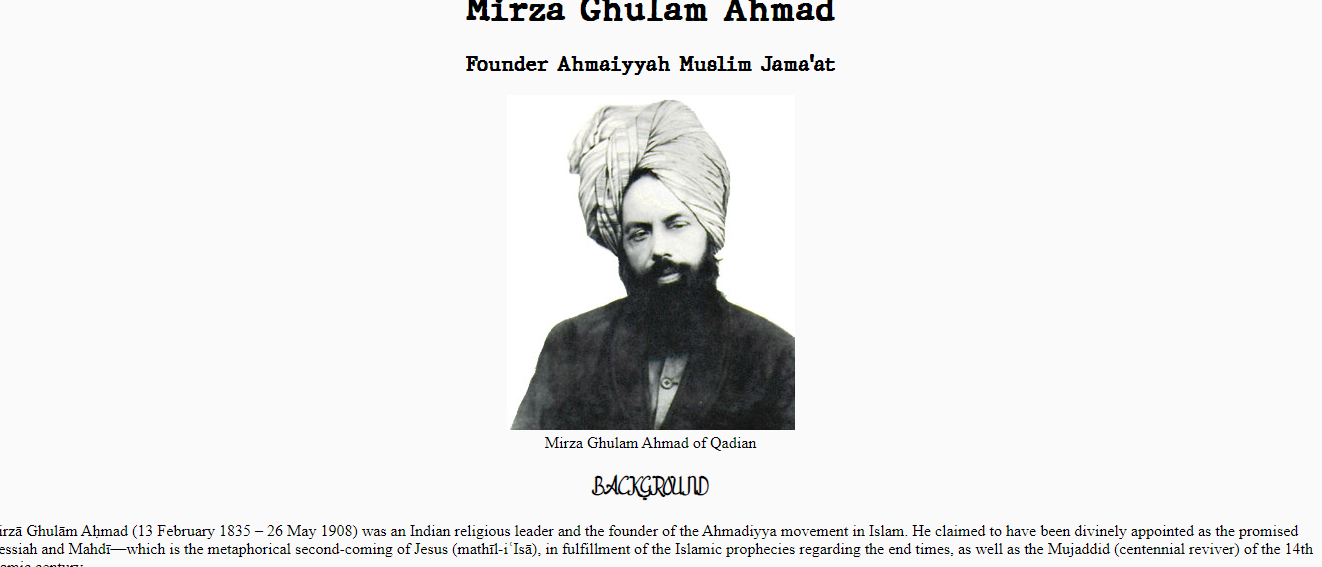 Mirza Ghulam Ahmad
Founder Ahmaiyyah Muslim Jama'at
Mirza Ghulam Ahmad of Qadian
BACKGROUND
irzā Ghulām Aḥmad (13 February 1835 – 26 May 1908) was an Indian religious leader and the founder of the Ahmadiyya movement in Islam. He claimed to have been divinely appointed as the promised
essiah and Mahdī—which is the metaphorical second-coming of Jesus (mathīl-iʿIsā), in fulfillment of the Islamic prophecies regarding the end times, as well as the Mujaddid (centennial reviver) of the 14th